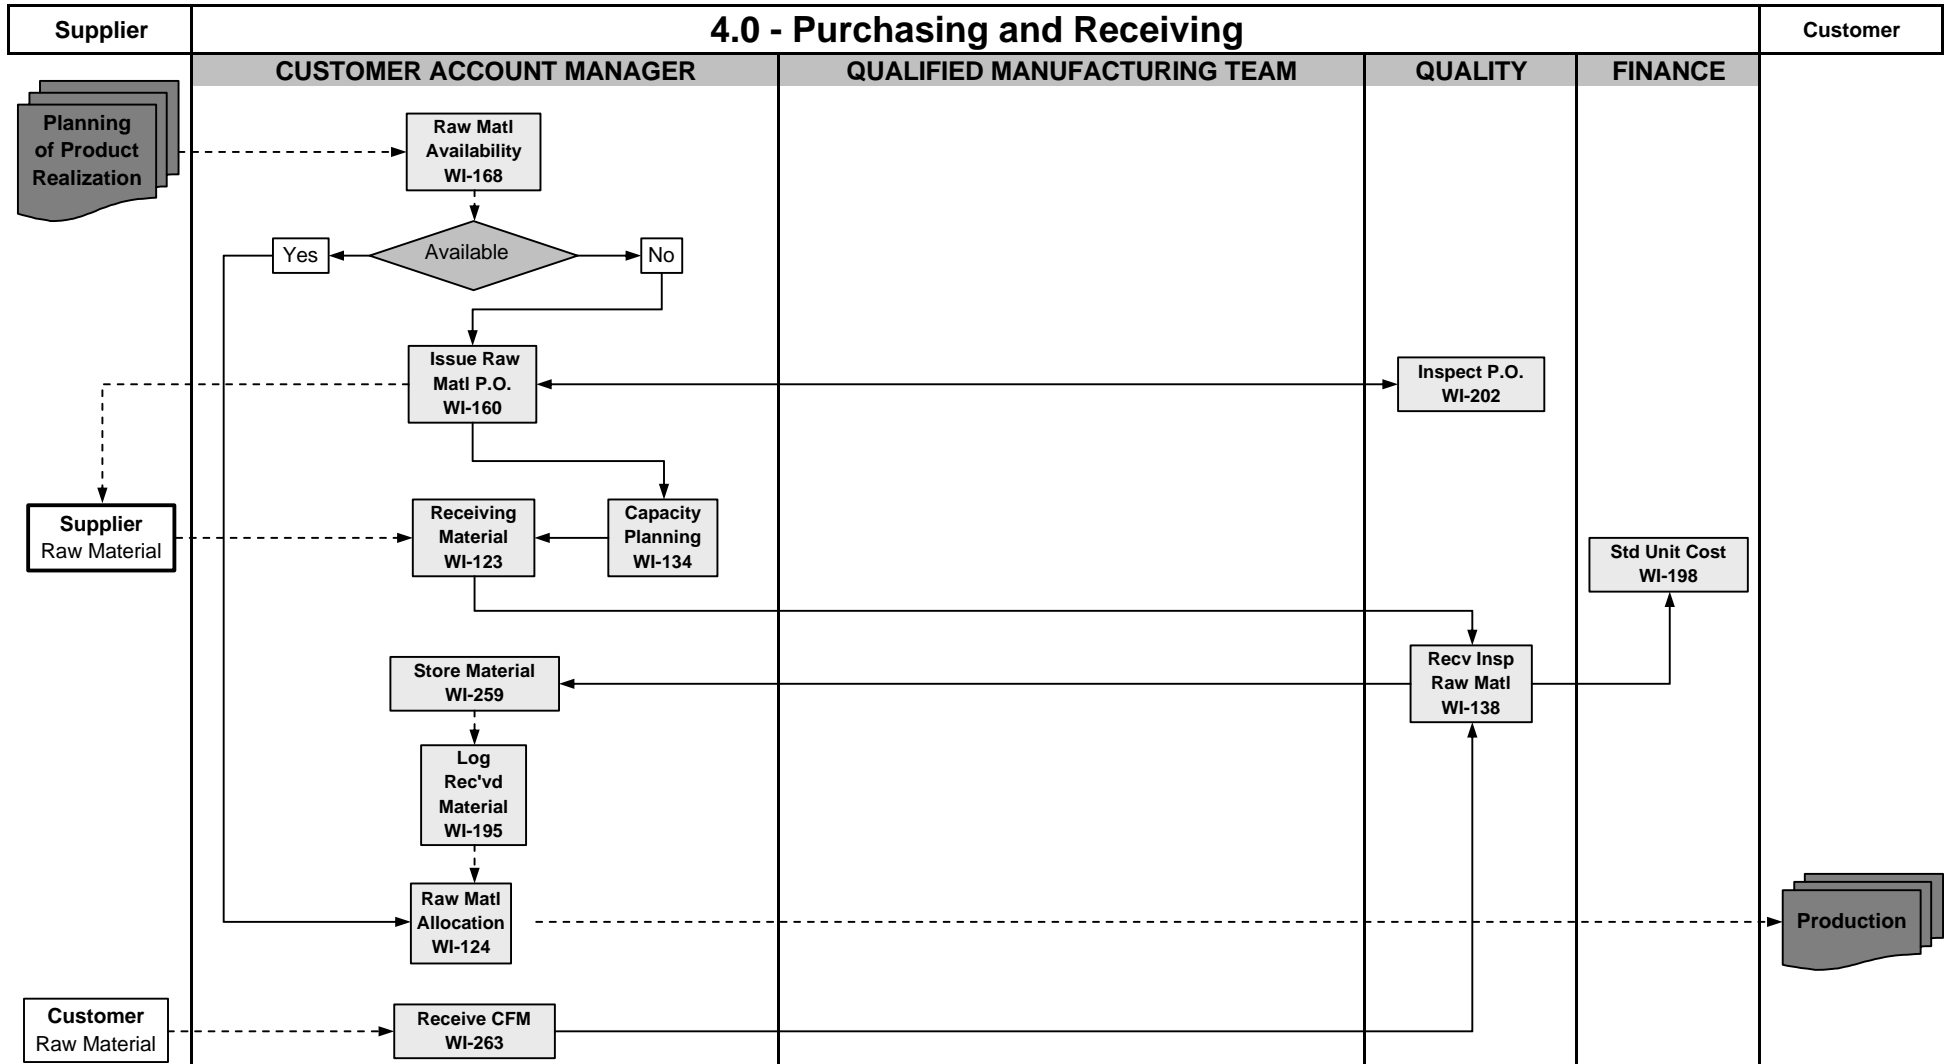 Supplier
4.0 - Purchasing and Receiving
Customer
CUSTOMER ACCOUNT MANAGER
QUALIFIED MANUFACTURING TEAM
QUALITY
FINANCE
Planning
of Product
Realization
Raw Matl
Availability
WI-168
Yes
Available
No
Issue Raw
Matl P.O.
WI-160
Inspect P.O.
WI-202
Supplier
Raw Material
Receiving
Material
WI-123
Capacity
Planning
WI-134
Std Unit Cost
WI-198
Store Material
WI-259
Recv Insp
Raw Matl
WI-138
Log
Rec'vd
Material
WI-195
Raw Matl
Allocation
WI-124
Production
Customer
Raw Material
Receive CFM
WI-263